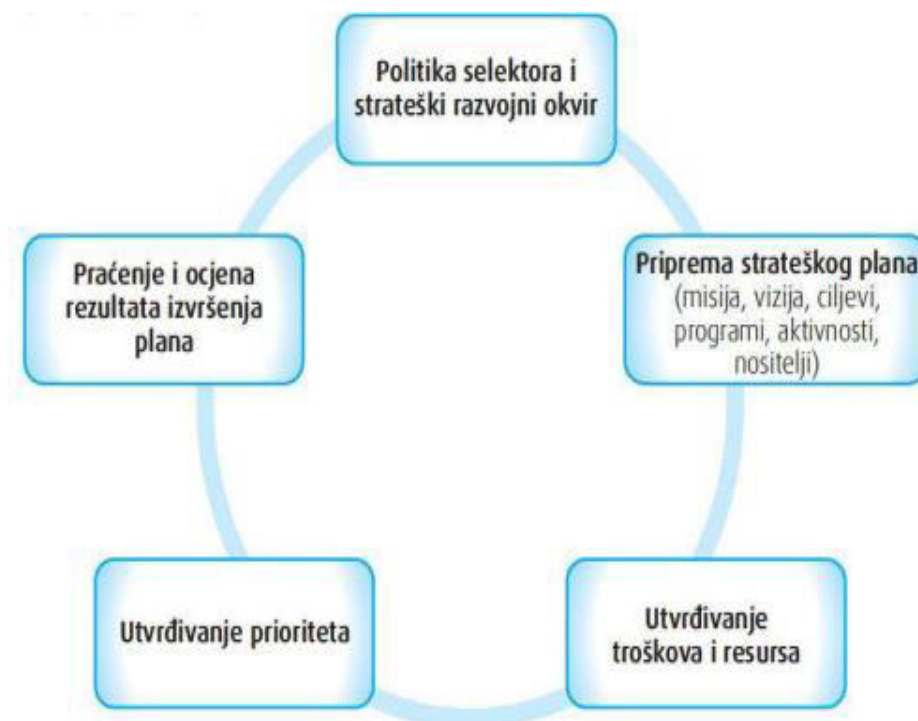 Politika selektora i
strateški razvojni okvir
Priprema strateškog plana
(misija, vizija, ciljevi,
programi, aktivnosti,
nositelji)
Utvrđivanje
troškova i resursa
Utvrđivanje prioriteta
Praćenje i ocjena
rezultata izvršenja
plana